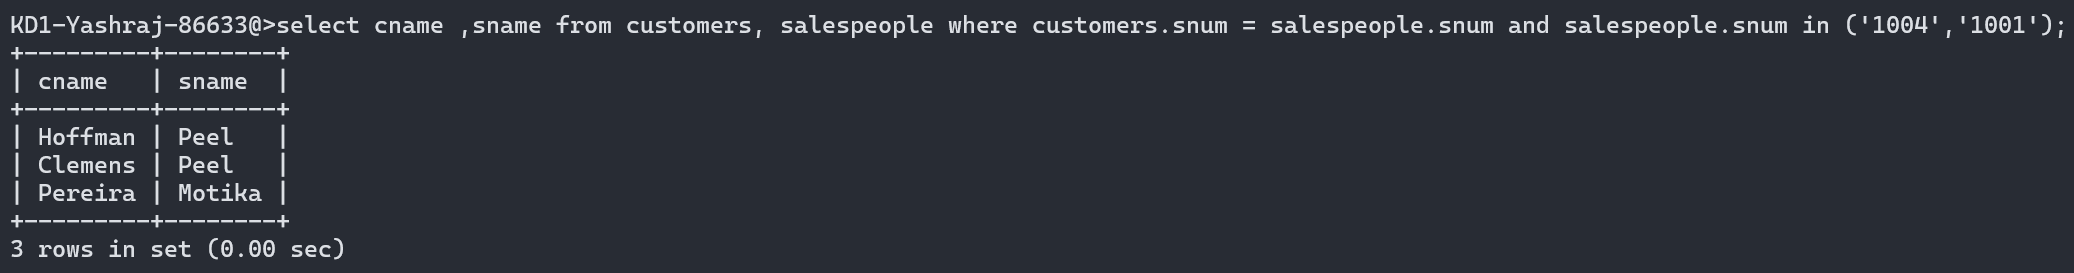 KD1-Yashraj-86633@>select cname ,sname from customers, salespeople where customers.snum = salespeople.snum and salespeople.snum in ('1004','1001');
+---------+--------+
| cname   | sname  |
+---------+--------+
| Hoffman | Peel   |
| Clemens | Peel   |
| Pereira | Motika |
+---------+--------+
3 rows in set (0.00 sec)